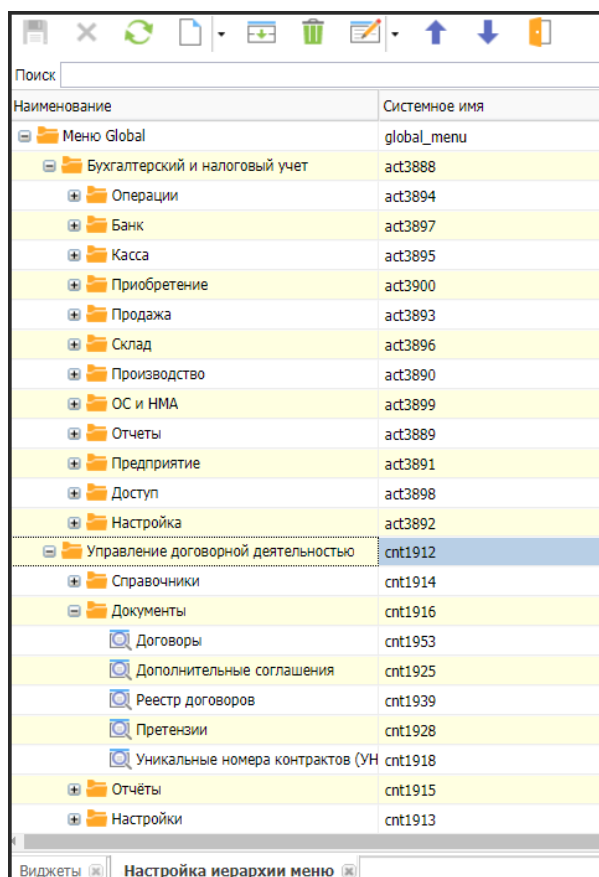 Поиск
Наименование Системное имя
Меню Global global_menu
Бухгалтерский и налоговый учет act3888
Операции act3894
Банк act3897
Касса act3895
Приобретение act3900
Продажа act3893
Склад act3896
Производство act3890
ОС и НМА act3899
Отчеты act3889
Предприятие act3891
Доступ act3898
Настройка act3892
Управление договорной деятельностью cnt1912
Справочники cnt1914
Документы cnt1916
Договоры cnt1953
Дополнительные соглашения cnt1925
Реестр договоров cnt1939
Претензии cnt1928
Уникальные номера контрактов (УН cnt1918
Отчёты cnt1915
Настройки cnt1913
Виджеты Настройка иерархии меню